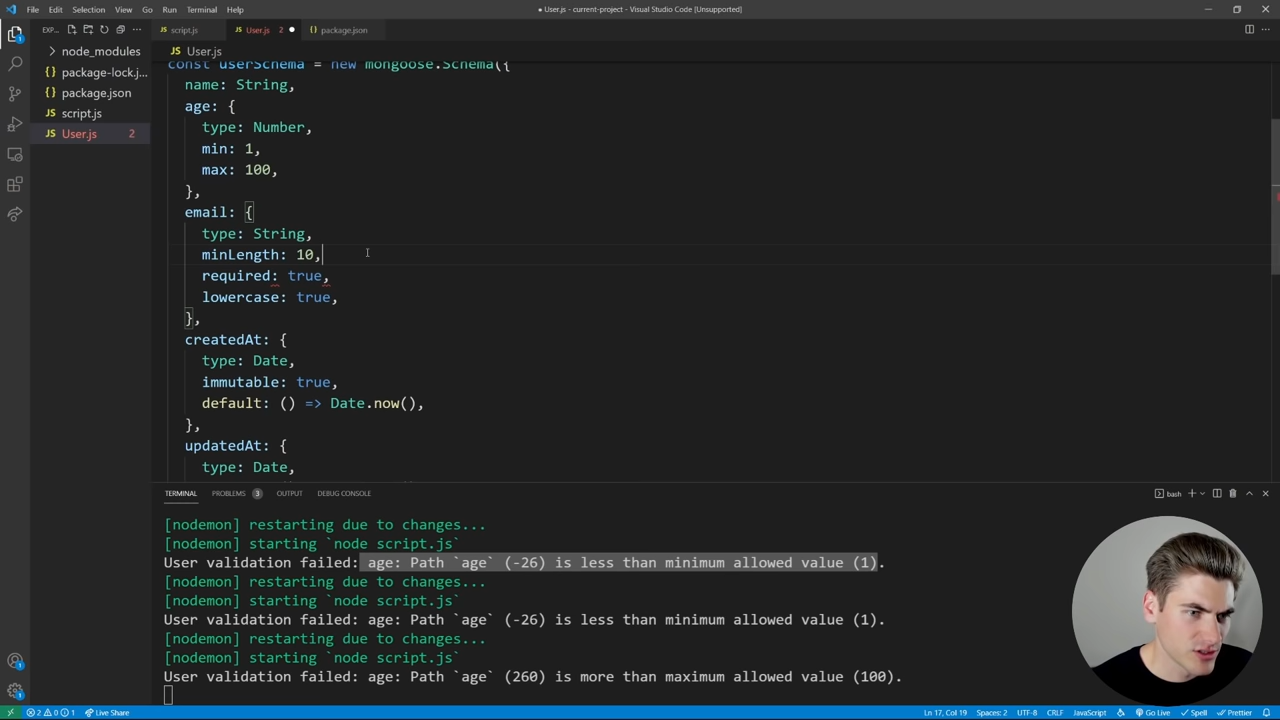 File Edit Selection View Go Run Terminal Help
● User.js - current-project - Visual Studio Code [Unsupported]
EXP...
script.js
User.js 2
package.json
node_modules
package-lock.j...
package.json
script.js
User.js 2
User.js
const userSchema = new mongoose.Schema({
name: String,
age: {
type: Number,
min: 1,
max: 100,
},
email: {
type: String,
minLength: 10,
required: true,
lowercase: true,
},
createdAt: {
type: Date,
immutable: true,
default: () => Date.now(),
},
updatedAt: {
type: Date,
TERMINAL PROBLEMS 3 OUTPUT DEBUG CONSOLE
bash
[nodemon] restarting due to changes...
[nodemon] starting `node script.js`
User validation failed: age: Path `age` (-26) is less than minimum allowed value (1).
[nodemon] restarting due to changes...
[nodemon] starting `node script.js`
User validation failed: age: Path `age` (-26) is less than minimum allowed value (1).
[nodemon] restarting due to changes...
[nodemon] starting `node script.js`
User validation failed: age: Path `age` (260) is more than maximum allowed value (100).
2 0 1 Live Share
Ln 17, Col 19 Spaces: 2 UTF-8 CRLF JavaScript Go Live Spell Prettier